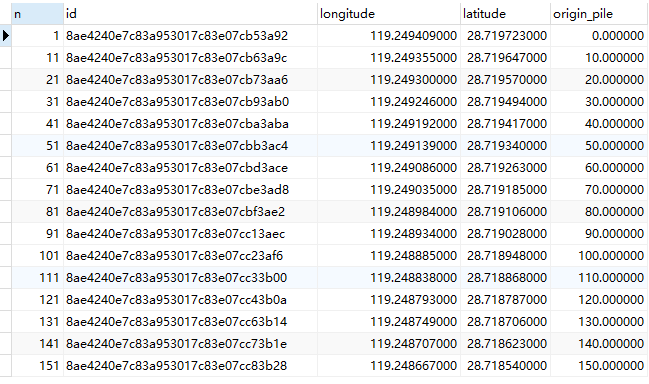 n id longitude latitude origin_pile
1 8ae4240e7c83a953017c83e07cb53a92 119.249409000 28.719723000 0.000000
11 8ae4240e7c83a953017c83e07cb63a9c 119.249355000 28.719647000 10.000000
21 8ae4240e7c83a953017c83e07cb73aa6 119.249300000 28.719570000 20.000000
31 8ae4240e7c83a953017c83e07cb93ab0 119.249246000 28.719494000 30.000000
41 8ae4240e7c83a953017c83e07cba3aba 119.249192000 28.719417000 40.000000
51 8ae4240e7c83a953017c83e07cbb3ac4 119.249139000 28.719340000 50.000000
61 8ae4240e7c83a953017c83e07cbd3ace 119.249086000 28.719263000 60.000000
71 8ae4240e7c83a953017c83e07cbe3ad8 119.249035000 28.719185000 70.000000
81 8ae4240e7c83a953017c83e07cbf3ae2 119.248984000 28.719106000 80.000000
91 8ae4240e7c83a953017c83e07cc13aec 119.248934000 28.719028000 90.000000
101 8ae4240e7c83a953017c83e07cc23af6 119.248885000 28.718948000 100.000000
111 8ae4240e7c83a953017c83e07cc33b00 119.248838000 28.718868000 110.000000
121 8ae4240e7c83a953017c83e07cc43b0a 119.248793000 28.718787000 120.000000
131 8ae4240e7c83a953017c83e07cc63b14 119.248749000 28.718706000 130.000000
141 8ae4240e7c83a953017c83e07cc73b1e 119.248707000 28.718623000 140.000000
151 8ae4240e7c83a953017c83e07cc83b28 119.248667000 28.718540000 150.000000